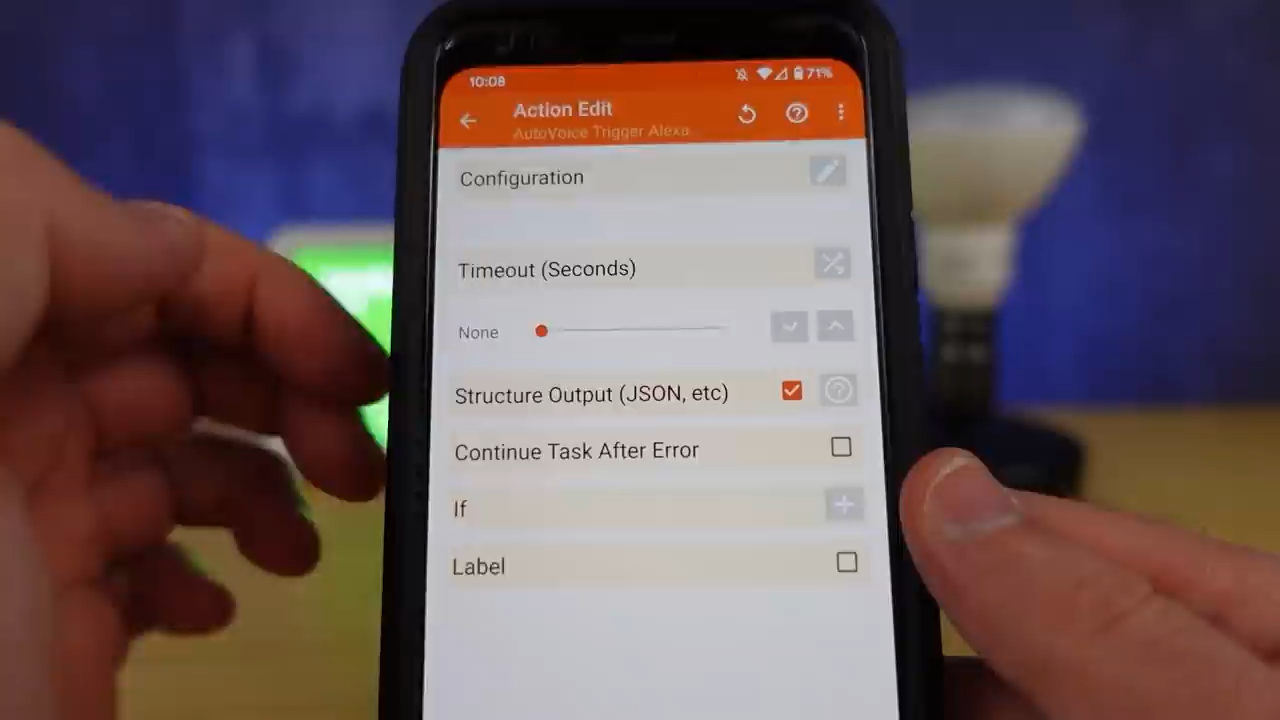 10:08
71%
Action Edit
AutoVoice Trigger Alexa...
Configuration
Timeout (Seconds)
None
Structure Output (JSON, etc)
Continue Task After Error
If
Label